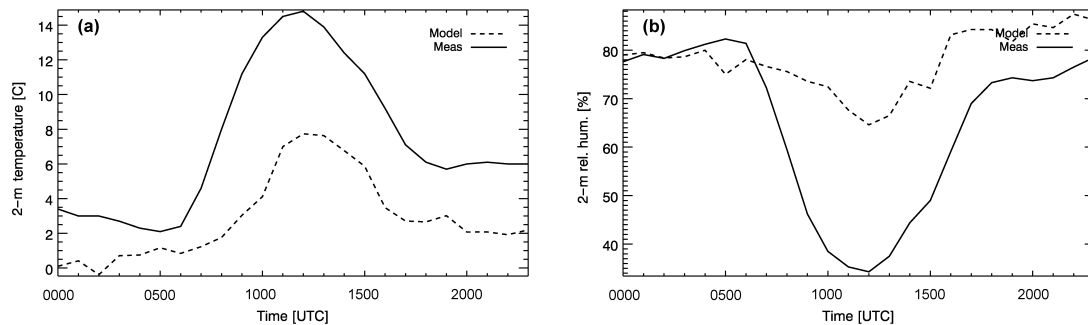 (a)
Model
Meas
14
12
10
8
6
4
2
0
2−m temperature [C]
0000 0500 1000 1500 2000
Time [UTC]
(b)
Model
Meas
80
70
60
50
40
2−m rel. hum. [%]
0000 0500 1000 1500 2000
Time [UTC]